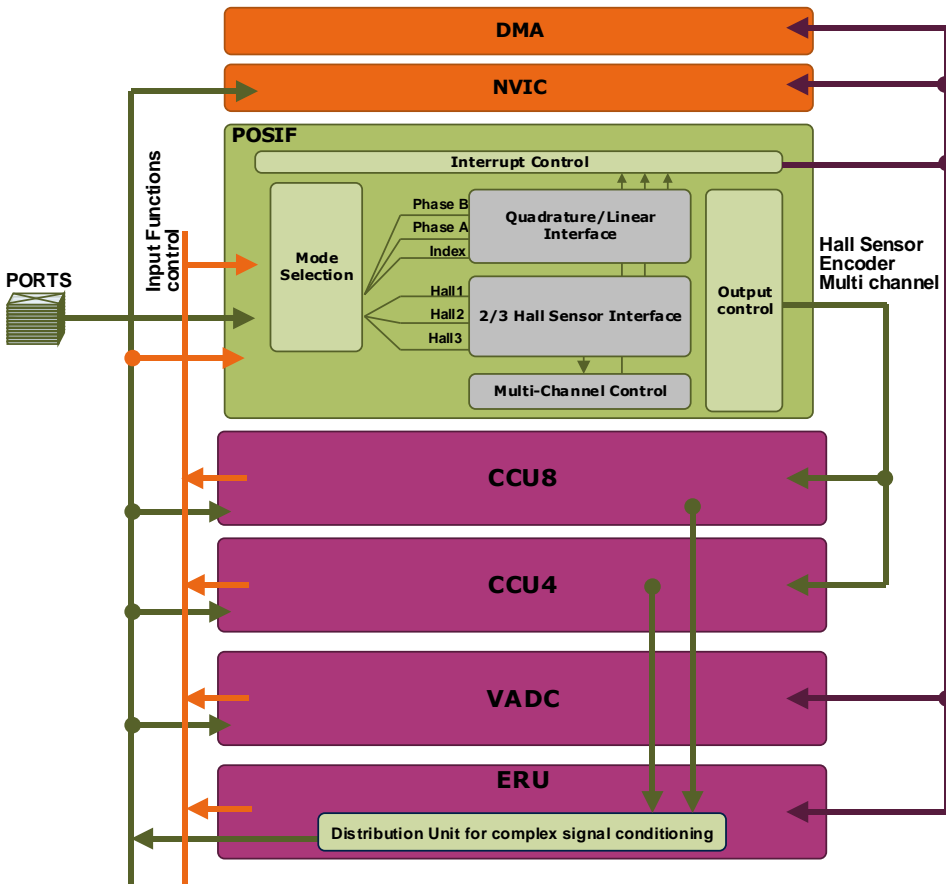 DMA
NVIC
POSIF
Interrupt Control
Input Functions
control
PORTS
Mode
Selection
Phase B
Phase A
Index
Hall1
Hall2
Hall3
Quadrature/Linear
Interface
2/3 Hall Sensor Interface
Multi-Channel Control
Output
control
Hall Sensor
Encoder
Multi channel
CCU8
CCU4
VADC
ERU
Distribution Unit for complex signal conditioning